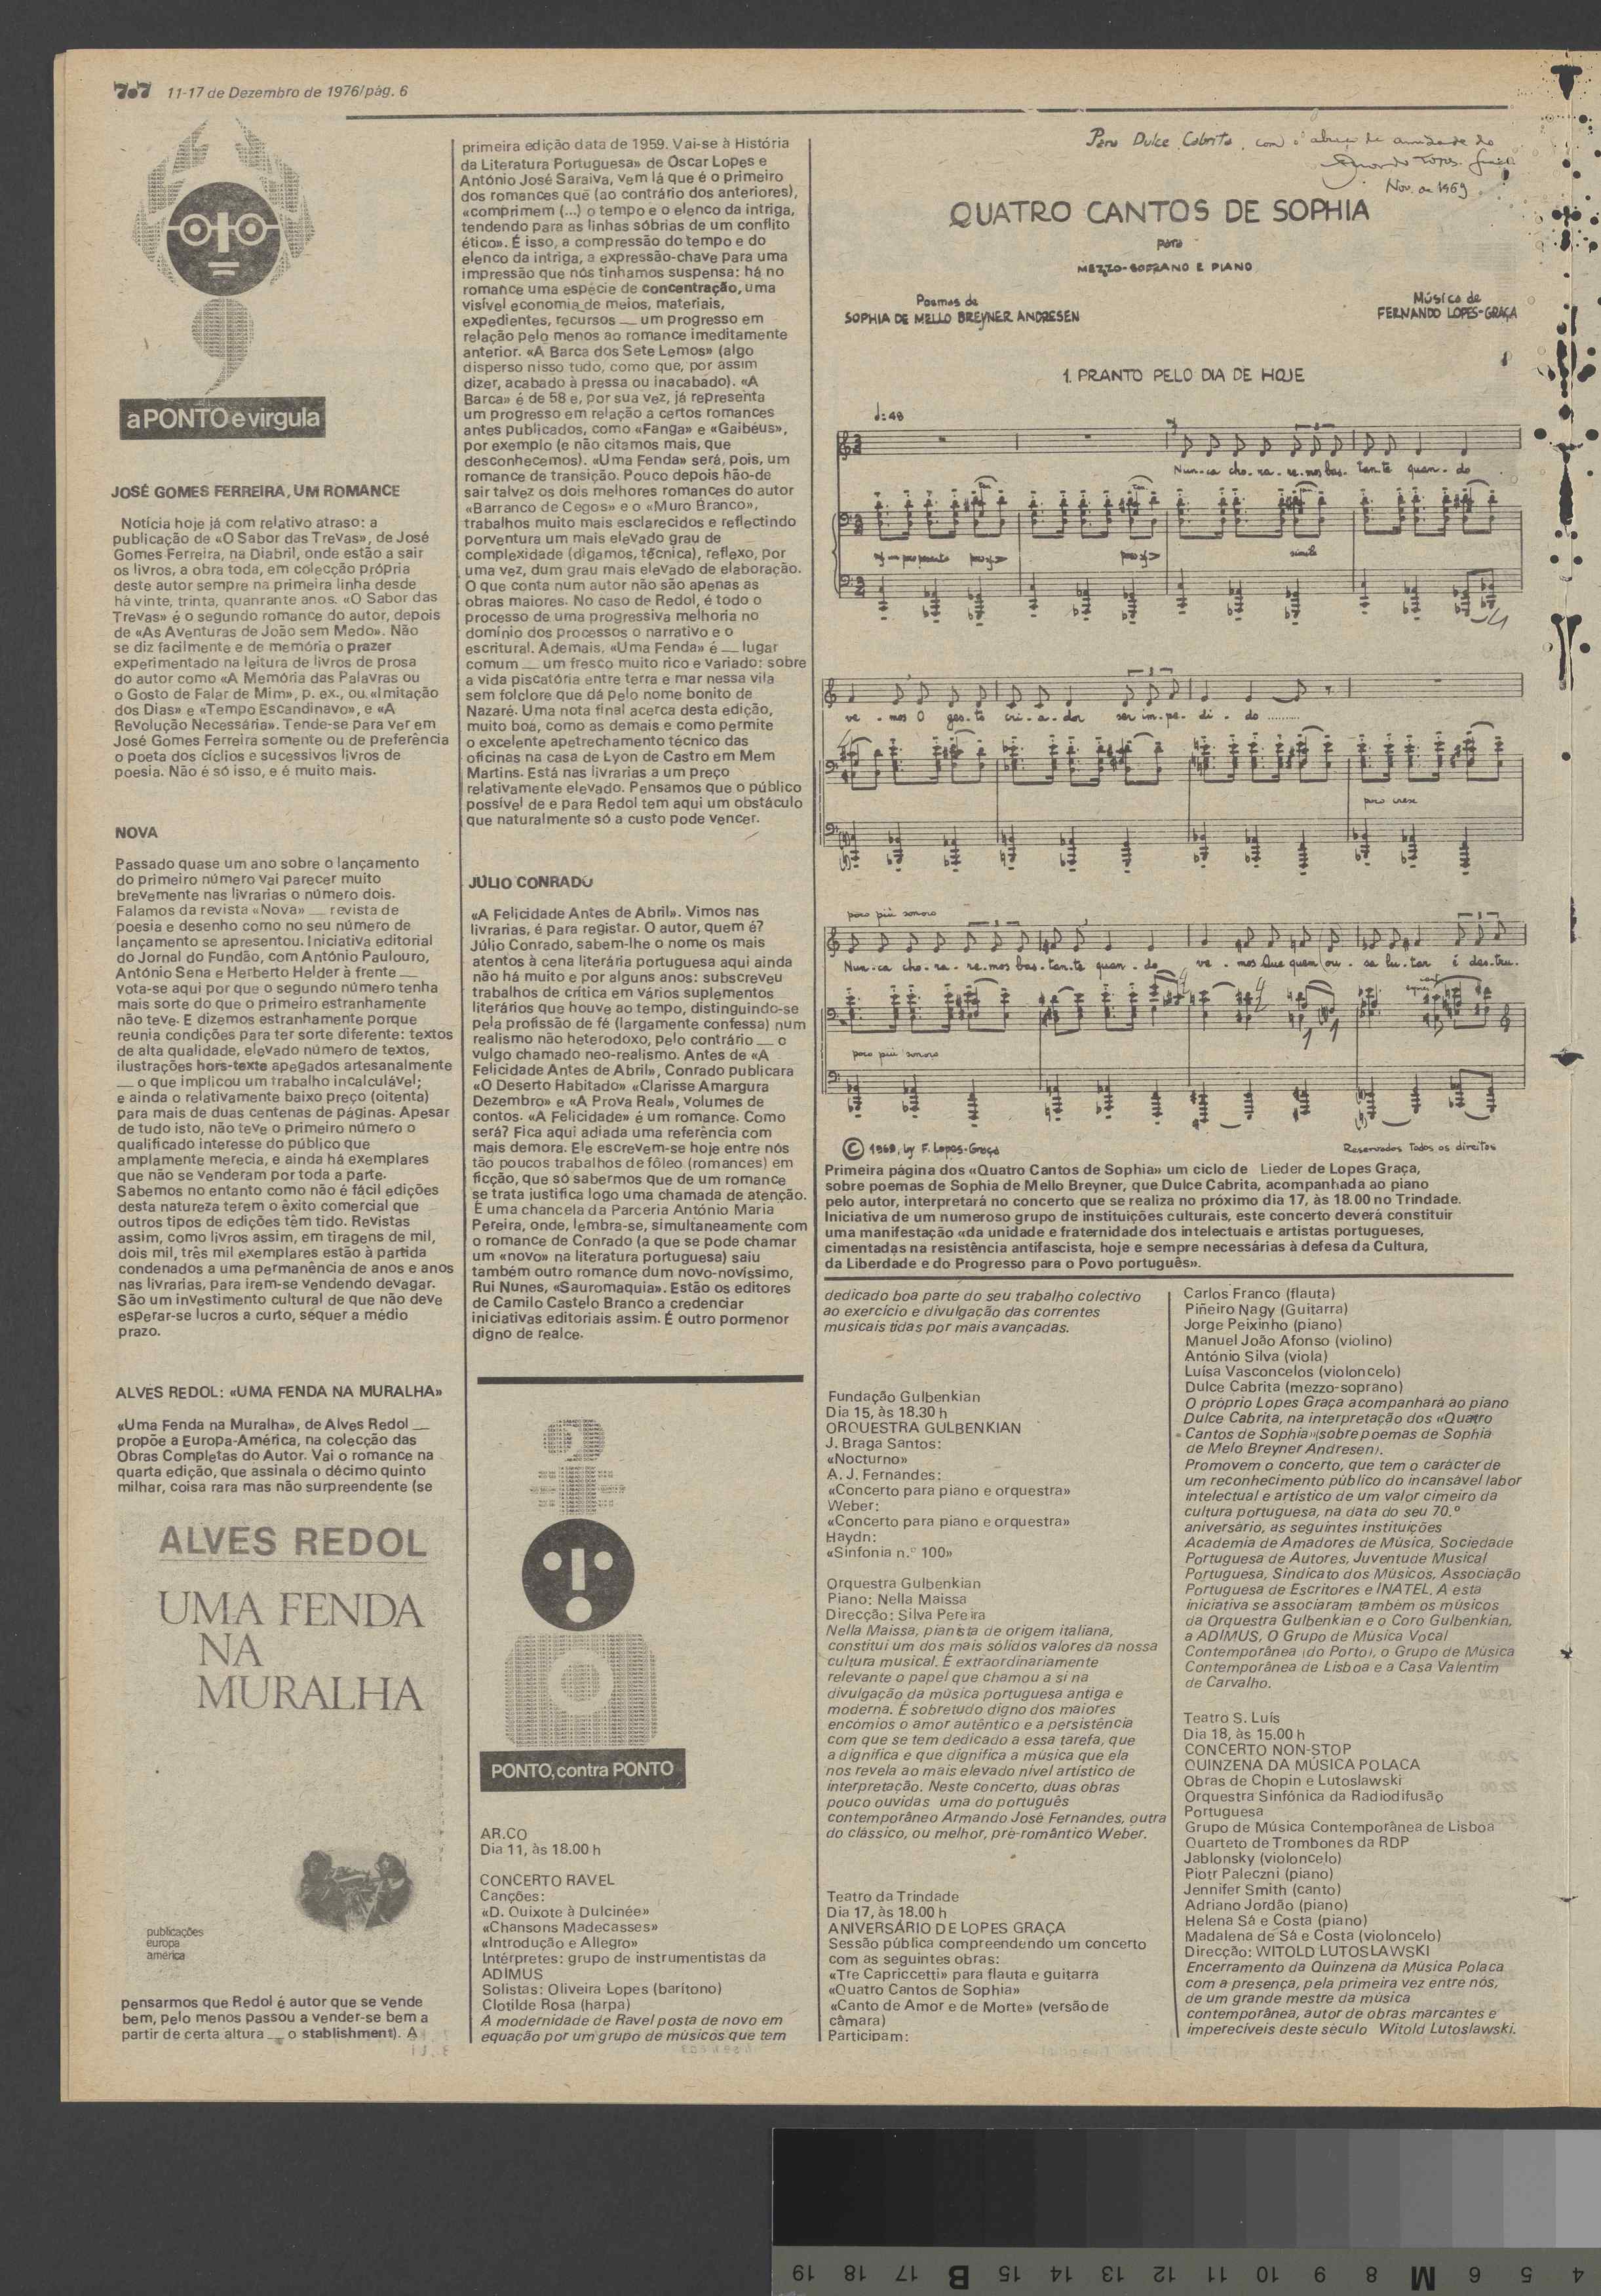 7.7 11-17 de Dezembro de 1976/pág. 6
a PONTO e virgula
JOSÉ GOMES FERREIRA, UM ROMANCE
Notícia hoje já com relativo atraso: a
publicação de «O Sabor das Trevas», de José
Gomes Ferreira, na Diabril, onde estão a sair
os livros, a obra toda, em colecção própria
deste autor sempre na primeira linha desde
hà vinte, trinta, quanrante anos. «O Sabor das
Trevas» é o segundo romance do autor, depois
de «As Aventuras de João sem Medo». Não
se diz facilmente e de memória o prazer
experimentado na leitura de livros de prosa
do autor como «A Memória das Palavras ou
o Gosto de Falar de Mim», p. ex., ou «Imitação
dos Dias» e «Tempo Escandinavo», e «A
Revolução Necessária». Tende-se para ver em
José Gomes Ferreira somente ou de preferência
o poeta dos cíclios e sucessivos livros de
poesia. Não é só isso, e é muito mais.
NOVA
Passado quase um ano sobre o lançamento
do primeiro número vai parecer muito
brevemente nas livrarias o número dois.
Falamos da revista «Nova» — revista de
poesia e desenho como no seu número de
lançamento se apresentou. Iniciativa editorial
do Jornal do Fundão, com António Paulouro,
António Sena e Herberto Helder à frente —
vota-se aqui por que o segundo número tenha
mais sorte do que o primeiro estranhamente
não teve. E dizemos estranhamente porque
reunia condições para ter sorte diferente: textos
de alta qualidade, elevado número de textos,
ilustrações hors-texte apegados artesanalmente
— o que implicou um trabalho incalculável;
e ainda o relativamente baixo preço (oitenta)
para mais de duas centenas de páginas. Apesar
de tudo isto, não teve o primeiro número o
qualificado interesse do público que
amplamente merecia, e ainda há exemplares
que não se venderam por toda a parte.
Sabemos no entanto como não é fácil edições
desta natureza terem o êxito comercial que
outros tipos de edições têm tido. Revistas
assim, como livros assim, em tiragens de mil,
dois mil, três mil exemplares estão à partida
condenados a uma permanência de anos e anos
nas livrarias, para irem-se vendendo devagar.
São um investimento cultural de que não deve
esperar-se lucros a curto, séquer a médio
prazo.
ALVES REDOL: «UMA FENDA NA MURALHA»
«Uma Fenda na Muralha», de Alves Redol —
propõe a Europa-América, na colecção das
Obras Completas do Autor. Vai o romance na
quarta edição, que assinala o décimo quinto
milhar, coisa rara mas não surpreendente (se
ALVES REDOL
UMA FENDA
NA
MURALHA
publicações
europa
américa
pensarmos que Redol é autor que se vende
bem, pelo menos passou a vender-se bem a
partir de certa altura — o stablishment). A
primeira edição data de 1959. Vai-se à História
da Literatura Portuguesa» de Oscar Lopes e
António José Saraiva, vem lá que é o primeiro
dos romances que (ao contrário dos anteriores),
«comprimem (...) o tempo e o elenco da intriga,
tendendo para as linhas sóbrias de um conflito
ético». É isso, a compressão do tempo e do
elenco da intriga, a expressão-chave para uma
impressão que nós tinhamos suspensa: há no
romance uma espécie de concentração, uma
visível economia de meios, materiais,
expedientes, recursos — um progresso em
relação pelo menos ao romance imeditamente
anterior. «A Barca dos Sete Lemos» (algo
disperso nisso tudo, como que, por assim
dizer, acabado à pressa ou inacabado). «A
Barca» é de 58 e, por sua vez, já representa
um progresso em relação a certos romances
antes publicados, como «Fanga» e «Gaibéus»,
por exemplo (e não citamos mais, que
desconhecemos). «Uma Fenda» será, pois, um
romance de transição. Pouco depois hão-de
sair talvez os dois melhores romances do autor
«Barranco de Cegos» e o «Muro Branco»,
trabalhos muito mais esclarecidos e reflectindo
porventura um mais elevado grau de
complexidade (digamos, técnica), reflexo, por
uma vez, dum grau mais elevado de elaboração.
O que conta num autor não são apenas as
obras maiores. No caso de Redol, é todo o
processo de uma progressiva melhoria no
domínio dos processos o narrativo e o
escritural. Ademais, «Uma Fenda» é — lugar
comum — um fresco muito rico e variado: sobre
a vida piscatória entre terra e mar nessa vila
sem folclore que dá pelo nome bonito de
Nazaré. Uma nota final acerca desta edição,
muito boa, como as demais e como permite
o excelente apetrechamento técnico das
oficinas na casa de Lyon de Castro em Mem
Martins. Está nas livrarias a um preço
relativamente elevado. Pensamos que o público
possível de e para Redol tem aqui um obstáculo
que naturalmente só a custo pode vencer.
JÚLIO CONRADO
«A Felicidade Antes de Abril». Vimos nas
livrarias, é para registar. O autor, quem é?
Júlio Conrado, sabem-lhe o nome os mais
atentos à cena literária portuguesa aqui ainda
não há muito e por alguns anos: subscreveu
trabalhos de crítica em vários suplementos
literários que houve ao tempo, distinguindo-se
pela profissão de fé (largamente confessa) num
realismo não heterodoxo, pelo contrário — o
vulgo chamado neo-realismo. Antes de «A
Felicidade Antes de Abril», Conrado publicara
«O Deserto Habitado» «Clarisse Amargura
Dezembro» e «A Prova Real», volumes de
contos. «A Felicidade» é um romance. Como
será? Fica aqui adiada uma referência com
mais demora. Ele escrevem-se hoje entre nós
tão poucos trabalhos de fôleo (romances) em
ficção, que só sabermos que de um romance
se trata justifica logo uma chamada de atenção.
É uma chancela da Parceria António Maria
Pereira, onde, lembra-se, simultaneamente com
o romance de Conrado (a que se pode chamar
um «novo» na literatura portuguesa) saiu
também outro romance dum novo-novíssimo,
Rui Nunes, «Sauromaquia». Estão os editores
de Camilo Castelo Branco a credenciar
iniciativas editoriais assim. É outro pormenor
digno de realce.
PONTO, contra PONTO
AR.CO
Dia 11, às 18.00 h
CONCERTO RAVEL
Canções:
«D. Quixote à Dulcinée»
«Chansons Madecasses»
«Introdução e Allegro»
Intérpretes: grupo de instrumentistas da
ADIMUS
Solistas: Oliveira Lopes (barítono)
Clotilde Rosa (harpa)
A modernidade de Ravel posta de novo em
equação por um grupo de músicos que tem
Para Dulce Cabrita, com o abraço de amizade do
Nov. de 1969
QUATRO CANTOS DE SOPHIA
para
MEZZO-SOPRANO E PIANO
Poemas de
SOPHIA DE MELLO BREYNER ANDRESEN
Música de
FERNANDO LOPES-GRAÇA
1. PRANTO PELO DIA DE HOJE
=48
Nun-ca cho-ra-re-mos bas-tan-te quan-do
simile
ve-mos O ges-to cri-a-dor ser im-pe-di-do.........
poco cresc
poco più sonoro
Nun-ca cho-ra-re-mos bas-tan-te quan-do ve-mos Que quem ou-sa lu-tar é des-tru-
poco più sonoro
© 1969, by F. Lopes-Graça
Reservados todos os direitos
Primeira página dos «Quatro Cantos de Sophia» um ciclo de Lieder de Lopes Graça,
sobre poemas de Sophia de Mello Breyner, que Dulce Cabrita, acompanhada ao piano
pelo autor, interpretará no concerto que se realiza no próximo dia 17, às 18.00 no Trindade.
Iniciativa de um numeroso grupo de instituições culturais, este concerto deverá constituir
uma manifestação «da unidade e fraternidade dos intelectuais e artistas portugueses,
cimentadas na resistência antifascista, hoje e sempre necessárias à defesa da Cultura,
da Liberdade e do Progresso para o Povo português».
dedicado boa parte do seu trabalho colectivo
ao exercício e divulgação das correntes
musicais tidas por mais avançadas.
Fundação Gulbenkian
Dia 15, às 18.30 h
ORQUESTRA GULBENKIAN
J. Braga Santos:
«Nocturno»
A. J. Fernandes:
«Concerto para piano e orquestra»
Weber:
«Concerto para piano e orquestra»
Haydn:
«Sinfonia n.º 100»
Orquestra Gulbenkian
Piano: Nella Maissa
Direcção: Silva Pereira
Nella Maissa, pianista de origem italiana,
constitui um dos mais sólidos valores da nossa
cultura musical. É extraordinariamente
relevante o papel que chamou a si na
divulgação da música portuguesa antiga e
moderna. É sobretudo digno dos maiores
encómios o amor autêntico e a persistência
com que se tem dedicado a essa tarefa, que
a dignifica e que dignifica a música que ela
nos revela ao mais elevado nível artístico de
interpretação. Neste concerto, duas obras
pouco ouvidas uma do português
contemporâneo Armando José Fernandes, outra
do clássico, ou melhor, pré-romântico Weber.
Teatro da Trindade
Dia 17, às 18.00 h
ANIVERSÁRIO DE LOPES GRAÇA
Sessão pública compreendendo um concerto
com as seguintes obras:
«Tre Capriccetti» para flauta e guitarra
«Quatro Cantos de Sophia»
«Canto de Amor e de Morte» (versão de
câmara)
Participam:
Carlos Franco (flauta)
Piñeiro Nagy (Guitarra)
Jorge Peixinho (piano)
Manuel João Afonso (violino)
António Silva (viola)
Luísa Vasconcelos (violoncelo)
Dulce Cabrita (mezzo-soprano)
O próprio Lopes Graça acompanhará ao piano
Dulce Cabrita, na interpretação dos «Quatro
Cantos de Sophia» (sobre poemas de Sophia
de Melo Breyner Andresen).
Promovem o concerto, que tem o carácter de
um reconhecimento público do incansável labor
intelectual e artístico de um valor cimeiro da
cultura portuguesa, na data do seu 70.º
aniversário, as seguintes instituições
Academia de Amadores de Música, Sociedade
Portuguesa de Autores, Juventude Musical
Portuguesa, Sindicato dos Músicos, Associação
Portuguesa de Escritores e INATEL. A esta
iniciativa se associaram também os músicos
da Orquestra Gulbenkian e o Coro Gulbenkian,
a ADIMUS, O Grupo de Música Vocal
Contemporânea (do Porto), o Grupo de Música
Contemporânea de Lisboa e a Casa Valentim
de Carvalho.
Teatro S. Luís
Dia 18, às 15.00 h
CONCERTO NON-STOP
QUINZENA DA MÚSICA POLACA
Obras de Chopin e Lutoslawski
Orquestra Sinfónica da Radiodifusão
Portuguesa
Grupo de Música Contemporânea de Lisboa
Quarteto de Trombones da RDP
Jablonsky (violoncelo)
Piotr Paleczni (piano)
Jennifer Smith (canto)
Adriano Jordão (piano)
Helena Sá e Costa (piano)
Madalena de Sá e Costa (violoncelo)
Direcção: WITOLD LUTOSLAWSKI
Encerramento da Quinzena da Música Polaca
com a presença, pela primeira vez entre nós,
de um grande mestre da música
contemporânea, autor de obras marcantes e
imperecíveis deste século Witold Lutoslawski.
19 18 17 B 15 14 13 12 11 10 9 8 M 6 5 4